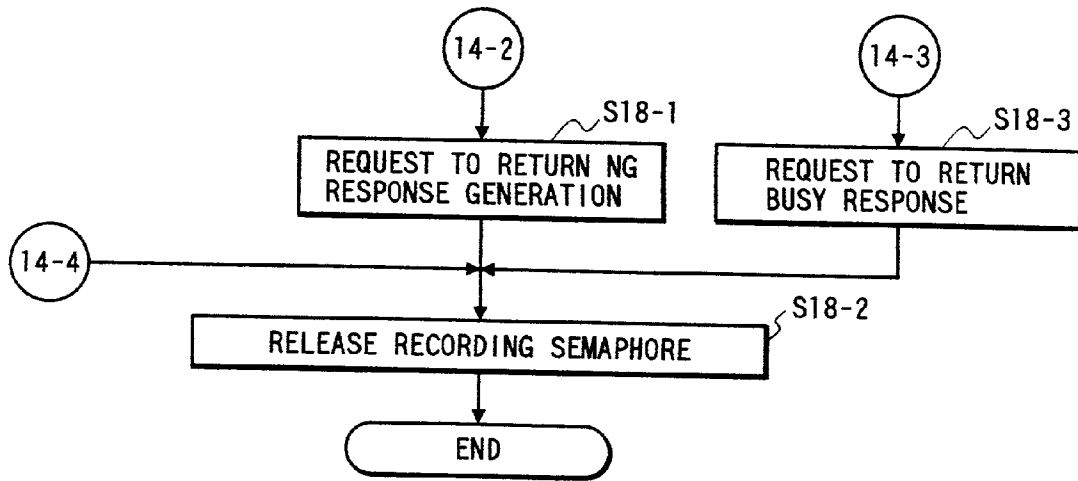 14-2
14-3
S18-1
S18-3
REQUEST TO RETURN NG
RESPONSE GENERATION
REQUEST TO RETURN
BUSY RESPONSE
14-4
S18-2
RELEASE RECORDING SEMAPHORE
END